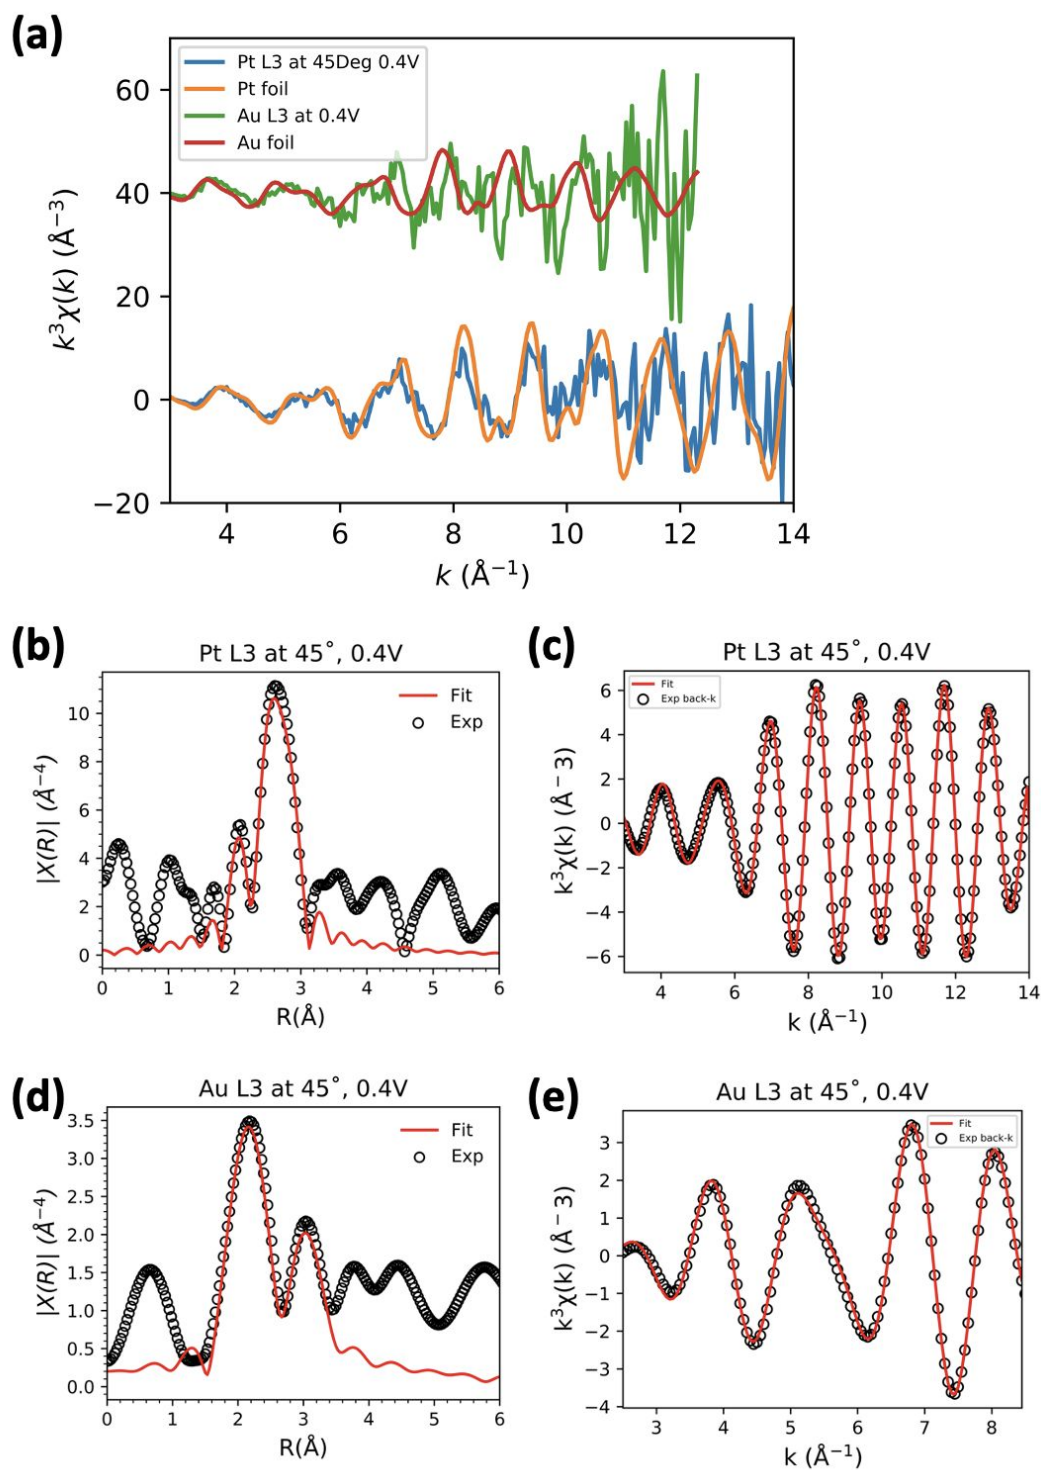 (a)
Pt L3 at 45Deg 0.4V
Pt foil
Au L3 at 0.4V
Au foil
60
40
20
0
−20
k³χ(k) (Å⁻³)
4 6 8 10 12 14
k (Å⁻¹)
(b)
Pt L3 at 45˚, 0.4V
Fit
Exp
10
8
6
4
2
0
|X(R)| (Å⁻⁴)
0 1 2 3 4 5 6
R(Å)
(c)
Pt L3 at 45˚, 0.4V
Fit
Exp back-k
6
4
2
0
−2
−4
−6
k³χ(k) (Å⁻3)
4 6 8 10 12 14
k (Å⁻¹)
(d)
Au L3 at 45˚, 0.4V
Fit
Exp
3.5
3.0
2.5
2.0
1.5
1.0
0.5
0.0
|X(R)| (Å⁻⁴)
0 1 2 3 4 5 6
R(Å)
(e)
Au L3 at 45˚, 0.4V
Fit
Exp back-k
3
2
1
0
−1
−2
−3
−4
k³χ(k) (Å⁻3)
3 4 5 6 7 8
k (Å⁻¹)